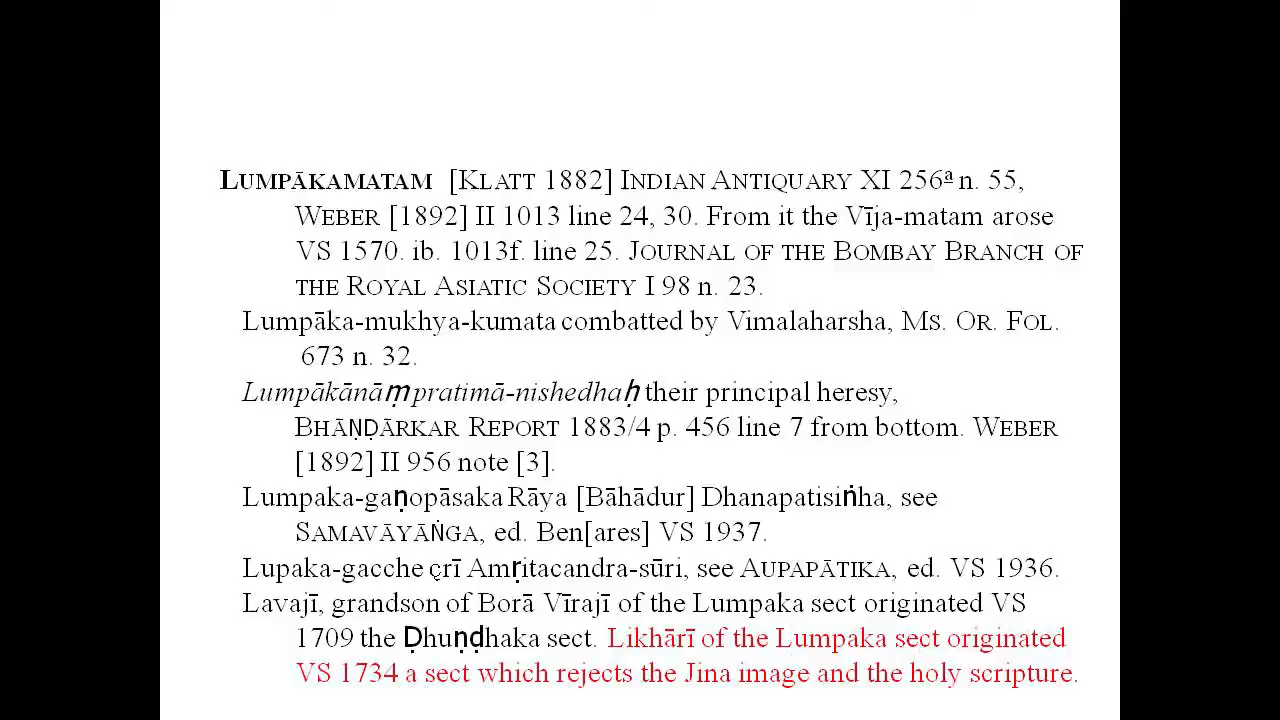 LUMPĀKAMATAM [KLATT 1882] INDIAN ANTIQUARY XI 256a n. 55,
WEBER [1892] II 1013 line 24, 30. From it the Vīja-matam arose
VS 1570. ib. 1013f. line 25. JOURNAL OF THE BOMBAY BRANCH OF
THE ROYAL ASIATIC SOCIETY I 98 n. 23.
Lumpāka-mukhya-kumata combatted by Vimalaharsha, MS. OR. FOL.
673 n. 32.
Lumpākānāṃ pratimā-nishedhaḥ their principal heresy,
BHĀṆḌĀRKAR REPORT 1883/4 p. 456 line 7 from bottom. WEBER
[1892] II 956 note [3].
Lumpaka-gaṇopāsaka Rāya [Bāhādur] Dhanapatisiṅha, see
SAMAVĀYĀṄGA, ed. Ben[ares] VS 1937.
Lupaka-gacche çrī Amṛitacandra-sūri, see AUPAPĀTIKA, ed. VS 1936.
Lavajī, grandson of Borā Vīrajī of the Lumpaka sect originated VS
1709 the Ḍhuṇḍhaka sect. Likhārī of the Lumpaka sect originated
VS 1734 a sect which rejects the Jina image and the holy scripture.